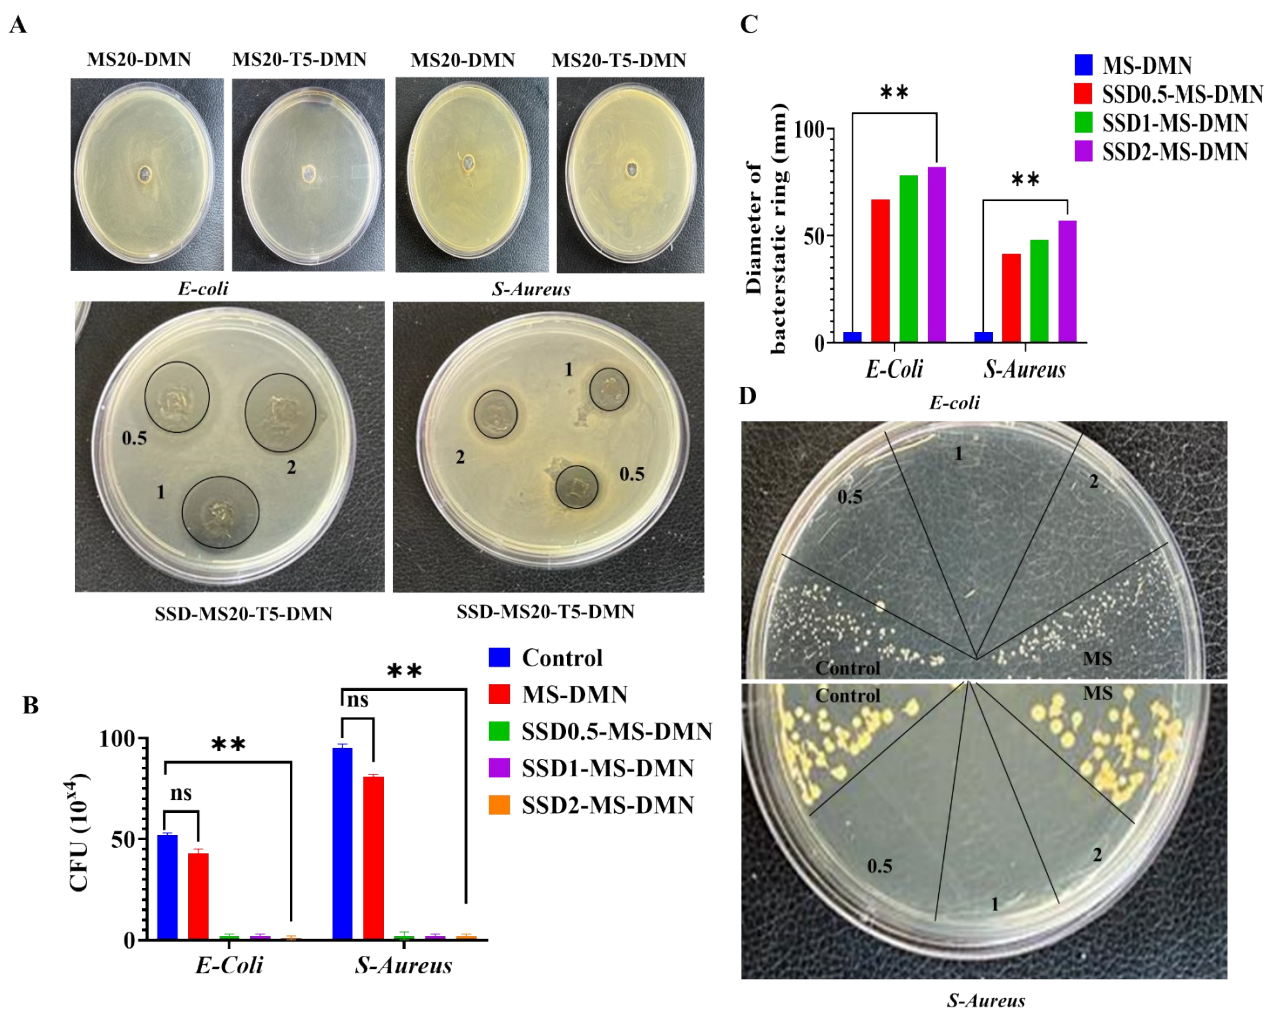 A
MS20-DMN
MS20-T5-DMN
MS20-DMN
MS20-T5-DMN
E-coli
S-Aureus
0.5
2
1
1
2
0.5
SSD-MS20-T5-DMN
SSD-MS20-T5-DMN
B
CFU (10ˣ⁴)
100
50
0
ns
**
ns
**
E-Coli
S-Aureus
Control
MS-DMN
SSD0.5-MS-DMN
SSD1-MS-DMN
SSD2-MS-DMN
C
Diameter of
bacterstatic ring (mm)
100
50
0
**
**
E-Coli
S-Aureus
MS-DMN
SSD0.5-MS-DMN
SSD1-MS-DMN
SSD2-MS-DMN
D
E-coli
0.5
1
2
Control
MS
Control
MS
0.5
1
2
S-Aureus